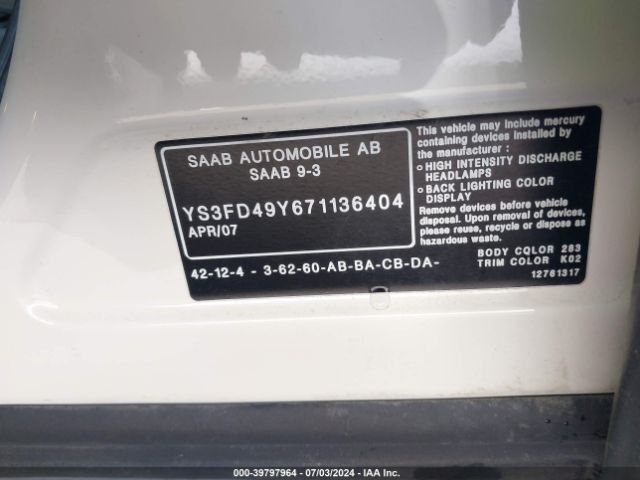 SAAB AUTOMOBILE AB
SAAB 9-3
YS3FD49Y671136404
APR/07
42-12-4 - 3-62-60-AB-BA-CB-DA-
This vehicle may include mercury
containing devices installed by
the manufacturer :
o HIGH INTENSITY DISCHARGE
HEADLAMPS
o BACK LIGHTING COLOR
DISPLAY
Remove devices before vehicle
disposal. Upon removal of devices
please reuse, recycle or dispose as
hazardous waste.
BODY COLOR 283
TRIM COLOR K02
12761317
000-39797964 - 07/03/2024 - IAA Inc.